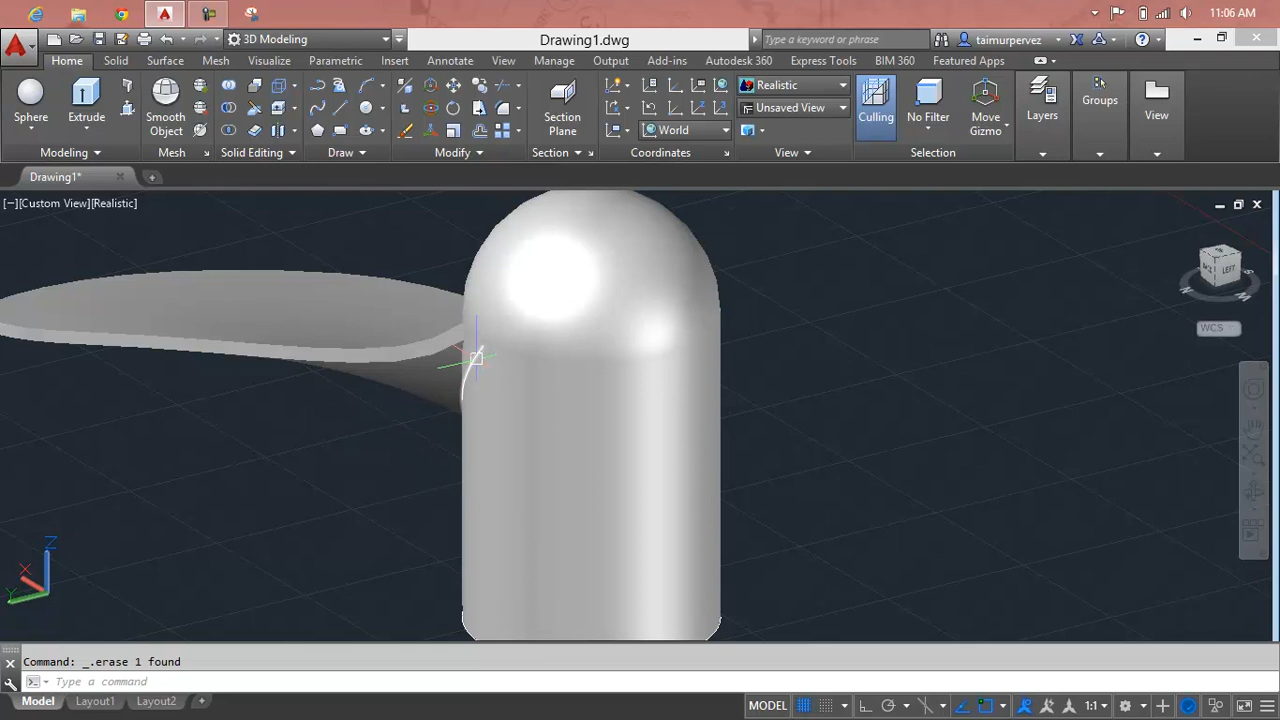 11:06 AM
3D Modeling
Drawing1.dwg
Type a keyword or phrase
taimurpervez
Home Solid Surface Mesh Visualize Parametric Insert Annotate View Manage Output Add-ins Autodesk 360 Express Tools BIM 360 Featured Apps
Sphere Extrude Smooth Object Section Plane
Realistic
Unsaved View
World
Culling No Filter Move Gizmo Layers Groups View
Modeling Mesh Solid Editing Draw Modify Section Coordinates View Selection
Drawing1*
[−][Custom View][Realistic]
LEFT
WCS
Z
X
Y
Command: _.erase 1 found
Type a command
Model Layout1 Layout2
MODEL 1:1